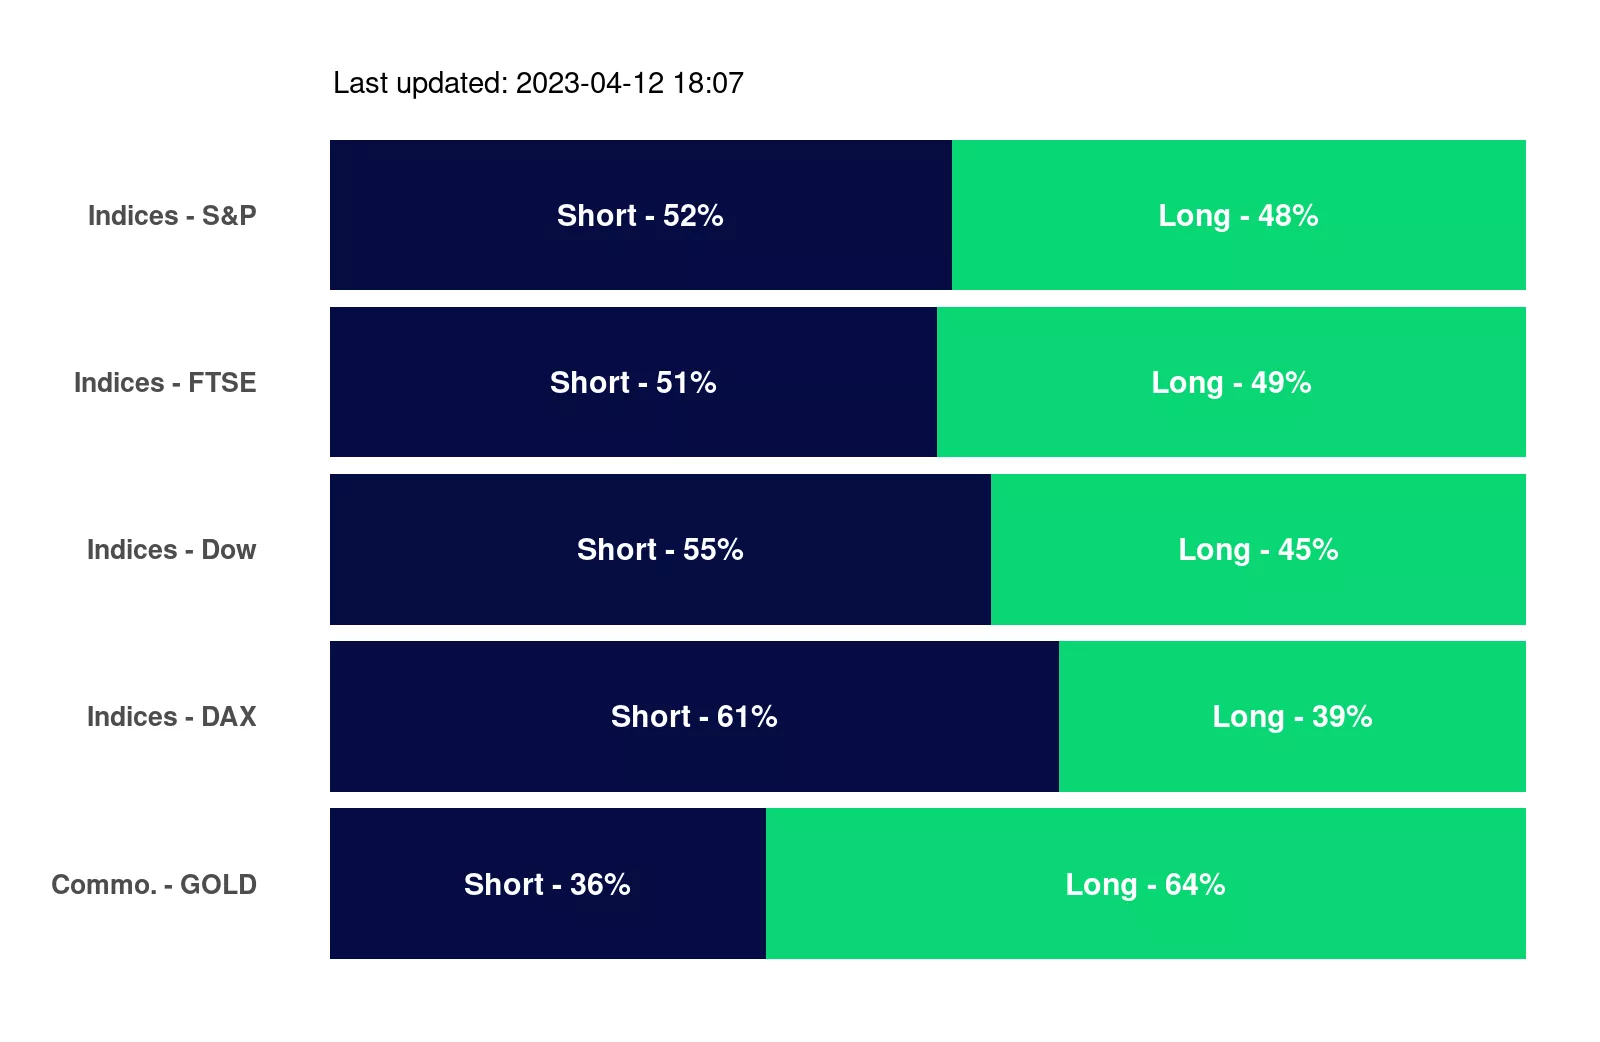 Last updated: 2023-04-12 18:07
Indices - S&P Short - 52% Long - 48%
Indices - FTSE Short - 51% Long - 49%
Indices - Dow Short - 55% Long - 45%
Indices - DAX Short - 61% Long - 39%
Commo. - GOLD Short - 36% Long - 64%